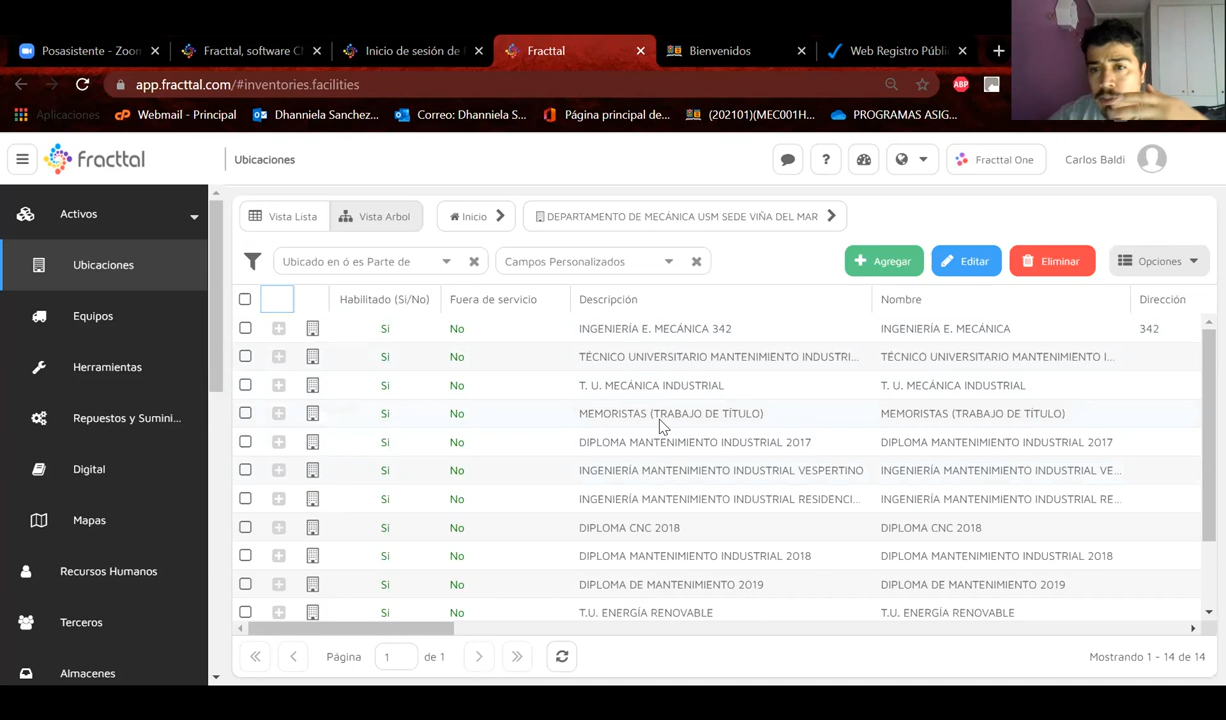 Posasistente - Zoom
Fracttal, software C
Inicio de sesión de
Fracttal
Bienvenidos
Web Registro Públi
app.fracttal.com/#inventories.facilities
ABP
Aplicaciones
Webmail - Principal
Dhanniela Sanchez...
Correo: Dhanniela S...
Página principal de...
(202101)(MEC001H...
PROGRAMAS ASIG...
fracttal
Ubicaciones
?
Fracttal One
Carlos Baldi
Activos
Ubicaciones
Equipos
Herramientas
Repuestos y Sumini...
Digital
Mapas
Recursos Humanos
Terceros
Almacenes
Vista Lista
Vista Arbol
Inicio
DEPARTAMENTO DE MECÁNICA USM SEDE VIÑA DEL MAR
Ubicado en ó es Parte de
Campos Personalizados
Agregar
Editar
Eliminar
Opciones
Habilitado (Si/No) Fuera de servicio Descripción Nombre Dirección
Si No INGENIERÍA E. MECÁNICA 342 INGENIERÍA E. MECÁNICA 342
Si No TÉCNICO UNIVERSITARIO MANTENIMIENTO INDUSTRI... TÉCNICO UNIVERSITARIO MANTENIMIENTO I...
Si No T. U. MECÁNICA INDUSTRIAL T. U. MECÁNICA INDUSTRIAL
Si No MEMORISTAS (TRABAJO DE TÍTULO) MEMORISTAS (TRABAJO DE TÍTULO)
Si No DIPLOMA MANTENIMIENTO INDUSTRIAL 2017 DIPLOMA MANTENIMIENTO INDUSTRIAL 2017
Si No INGENIERÍA MANTENIMIENTO INDUSTRIAL VESPERTINO INGENIERÍA MANTENIMIENTO INDUSTRIAL VE...
Si No INGENIERÍA MANTENIMIENTO INDUSTRIAL RESIDENCI... INGENIERÍA MANTENIMIENTO INDUSTRIAL RE...
Si No DIPLOMA CNC 2018 DIPLOMA CNC 2018
Si No DIPLOMA MANTENIMIENTO INDUSTRIAL 2018 DIPLOMA MANTENIMIENTO INDUSTRIAL 2018
Si No DIPLOMA DE MANTENIMIENTO 2019 DIPLOMA DE MANTENIMIENTO 2019
Si No T.U. ENERGÍA RENOVABLE T.U. ENERGÍA RENOVABLE
Página 1 de 1
Mostrando 1 - 14 de 14